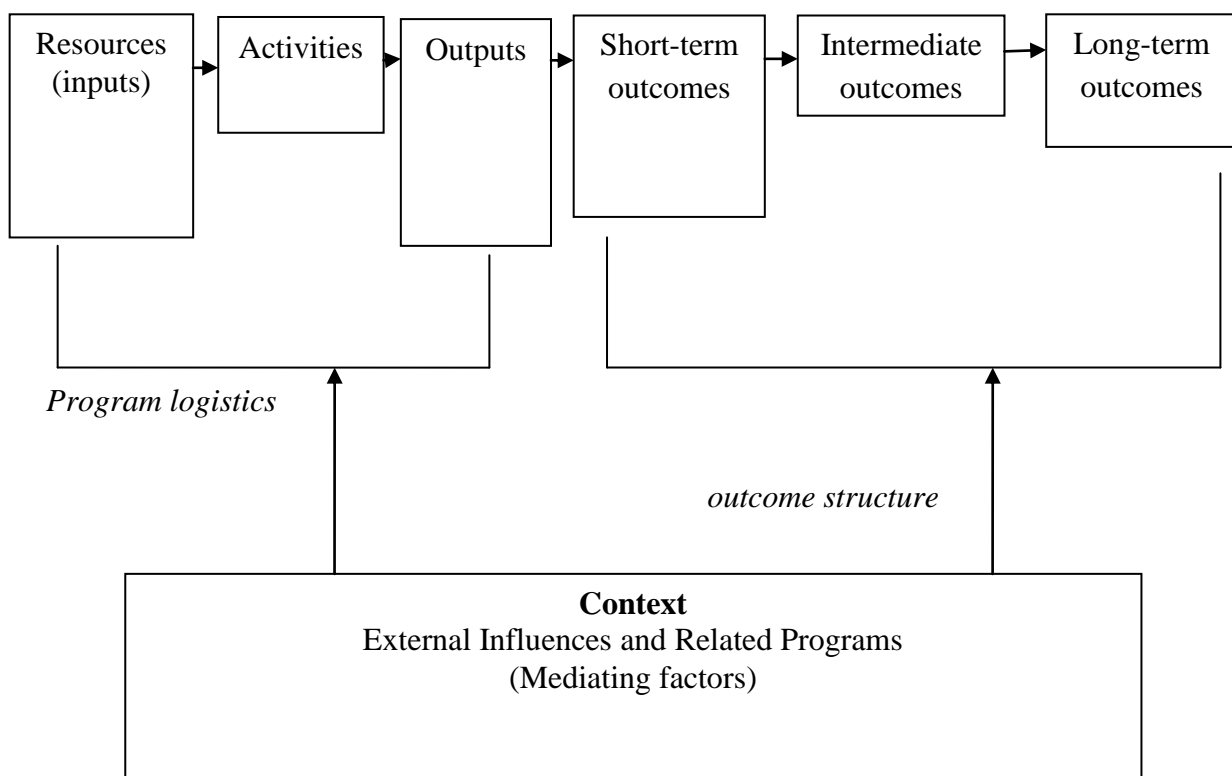 Resources
(inputs)
Activities
Outputs
Short-term
outcomes
Intermediate
outcomes
Long-term
outcomes
Program logistics
outcome structure
Context
External Influences and Related Programs
(Mediating factors)